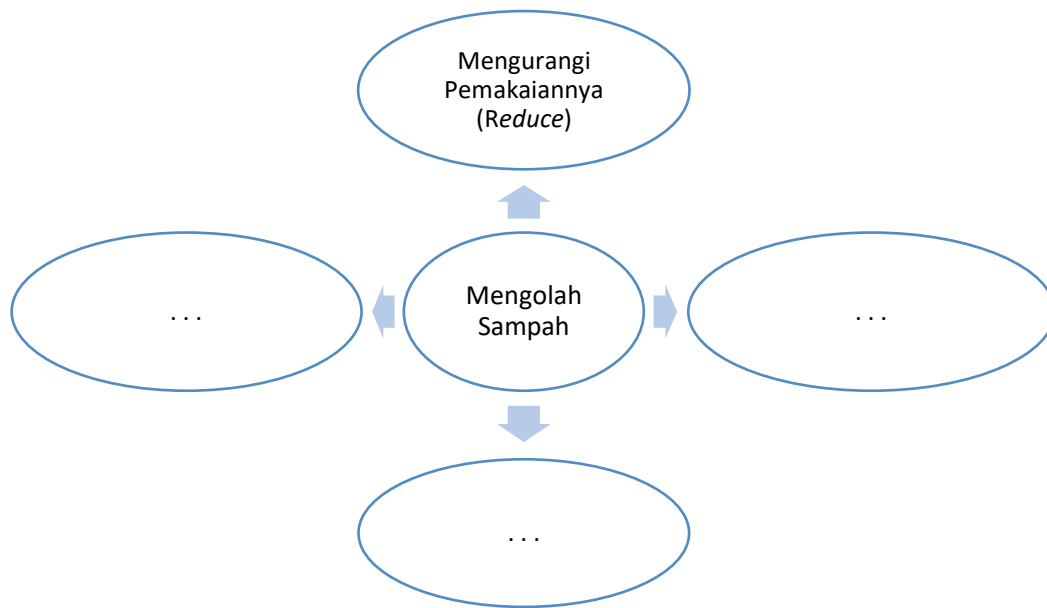 Mengurangi
Pemakaiannya
(Reduce)
. . .
Mengolah
Sampah
. . .
. . .